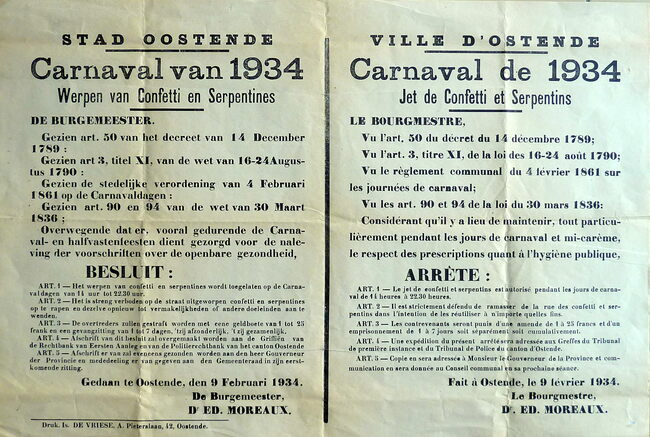 STAD OOSTENDE
Carnaval van 1934
Werpen van Confetti en Serpentines
DE BURGEMEESTER.
Gezien art. 50 van het decreet van 14 December
1789 :
Gezien art 3, titel XI, van de wet van 16-24 Augus-
tus 1790 ;
Gezien de stedelijke verordening van 4 Februari
1861 op de Carnavaldagen :
Gezien art. 90 en 94 van de wet van 30 Maart
1836 ;
Overwegende dat er, vooral gedurende de Carna-
val- en halfvastenfeesten dient gezorgd voor de nale-
ving der voorschriften over de openbare gezondheid,
BESLUIT :
ART. 1 — Het werpen van confetti en serpentines wordt toegelaten op de Carna-
valdagen van 14 uur tot 22.30 uur.
ART. 2 — Het is streng verboden op de straat uitgeworpen confetti en serpentines
op te rapen en dezelve opnieuw tot vermakelijkheden of andere doeleinden aan te
wenden.
ART. 3 — De overtreders zullen gestraft worden met eene geldboete van 1 tot 25
frank en een gevangzitting van 1 tot 7 dagen, 'tzij afzonderlijk, 'tzij gezamenlijk.
ART. 4 — Afschrift van dit besluit zal overgemaakt worden aan de Griffiën van
de Rechtbank van Eersten Aanleg en van de Politierechtbank van het canton Oostende
ART. 5 — Afschrift er van zal exencens gezonden worden aan den heer Gouverneur
der Provincie en mededeeling er van gegeven aan den Gemeenteraad in zijn eerst-
komende zitting.
Gedaan te Oostende, den 9 Februari 1934.
De Burgemeester,
Dr ED. MOREAUX.
Druk. Is. DE VRIESE, A. Pieterslaan, 42, Oostende.
VILLE D'OSTENDE
Carnaval de 1934
Jet de Confetti et Serpentins
LE BOURGMESTRE,
Vu l'art. 50 du décret du 14 décembre 1789;
Vu l'art. 3, titre XI, de la loi des 16-24 août 1790;
Vu le règlement communal du 4 février 1861 sur
les journées de carnaval;
Vu les art. 90 et 94 de la loi du 30 mars 1836:
Considérant qu'il y a lieu de maintenir, tout particu-
lièrement pendant les jours de carnaval et mi-carême,
le respect des prescriptions quant à l'hygiène publique,
ARRÊTE :
ART. 1 — Le jet de confetti et serpentins est autorisé pendant les jours de carna-
val de 14 heures à 22.30 heures.
ART. 2 — Il est strictement défendu de ramasser de la rue des confetti et ser-
pentins dans l'intention de les réutiliser à n'importe quelles fins.
ART. 3 — Les contrevenants seront punis d'une amende de 1 à 25 francs et d'un
emprisonnement de 1 à 7 jours soit séparément soit cumulativement.
ART. 4 — Une expédition du présent arrêté sera adressée aux Greffes du Tribunal
de première instance et du Tribunal de Police du canton d'Ostende.
ART. 5 — Copie en sera adressée à Monsieur le Gouverneur de la Province et com-
munication en sera donnée au Conseil communal en sa prochaine séance.
Fait à Ostende, le 9 février 1934.
Le Bourgmestre,
Dr. ED. MOREAUX.